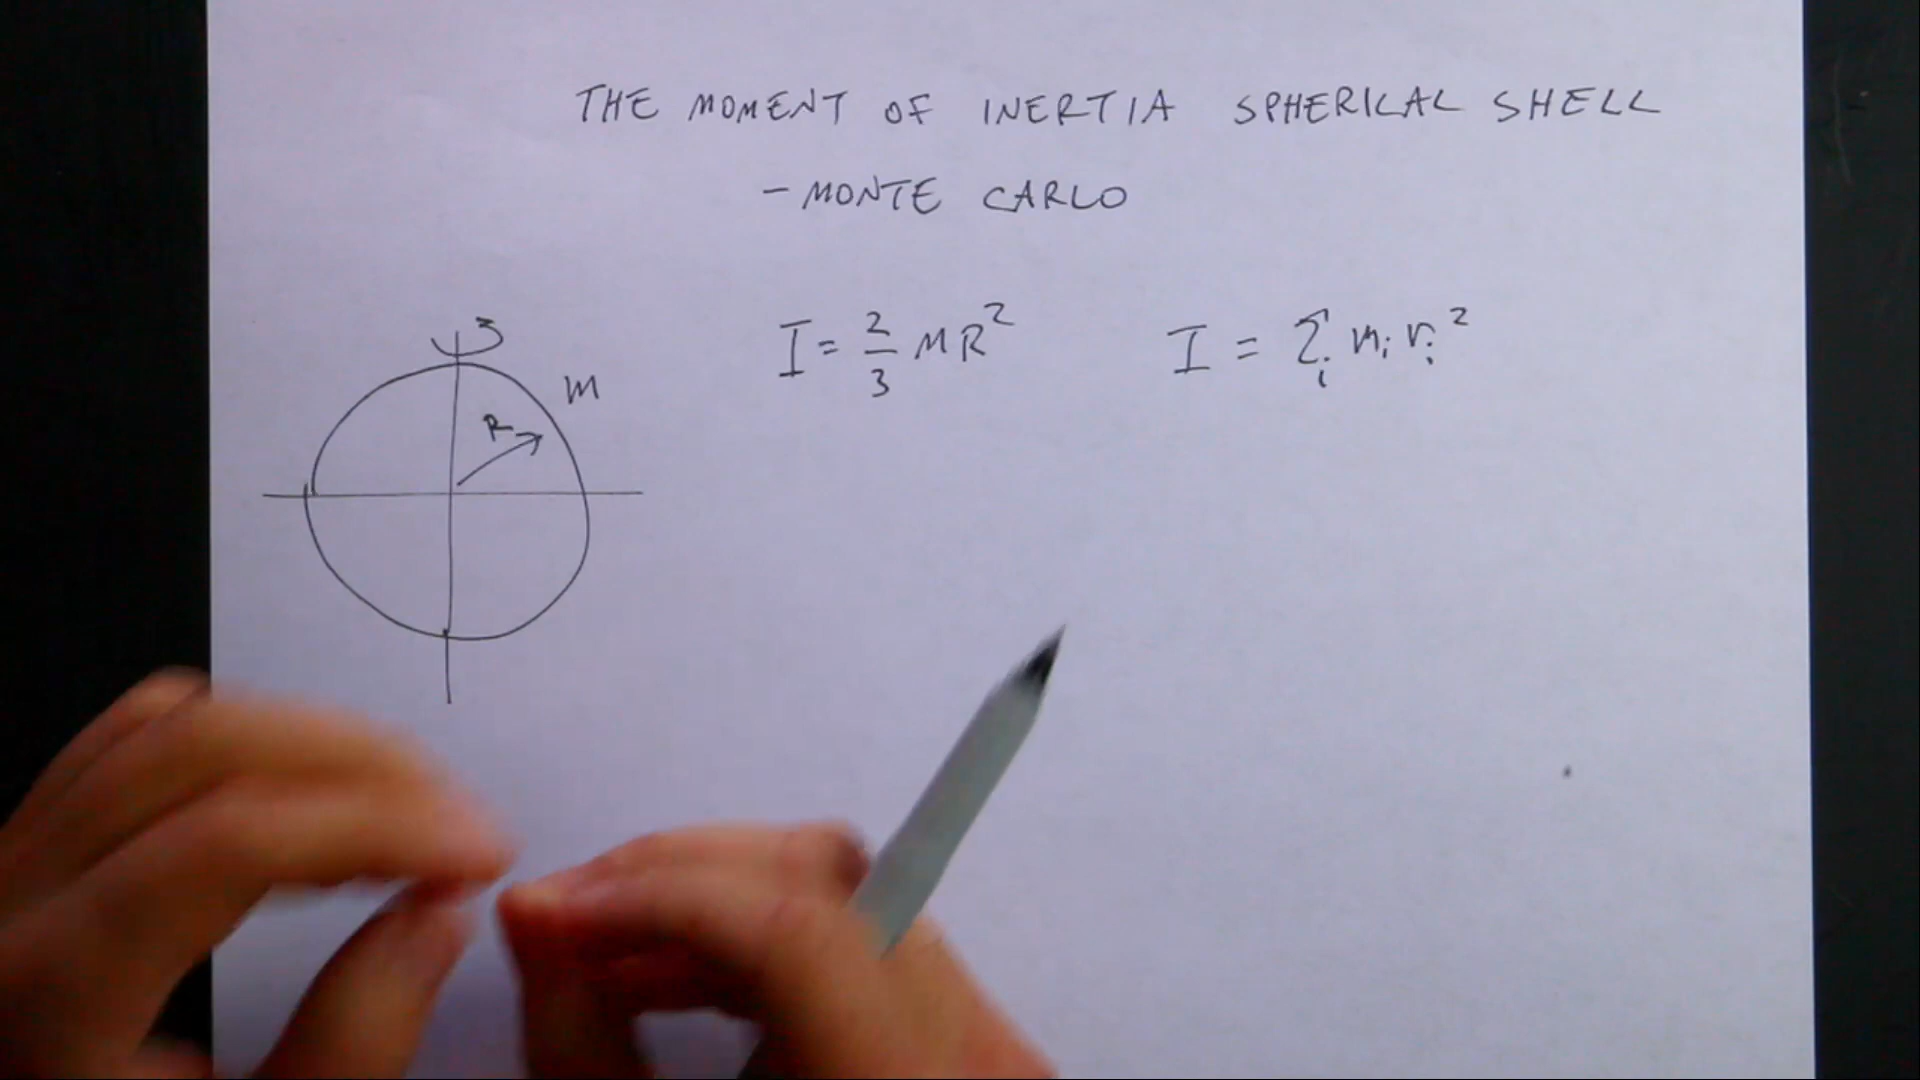 THE MOMENT OF INERTIA SPHERICAL SHELL
- MONTE CARLO
I = 2/3 MR² I = Σᵢ mᵢ rᵢ²
M
R